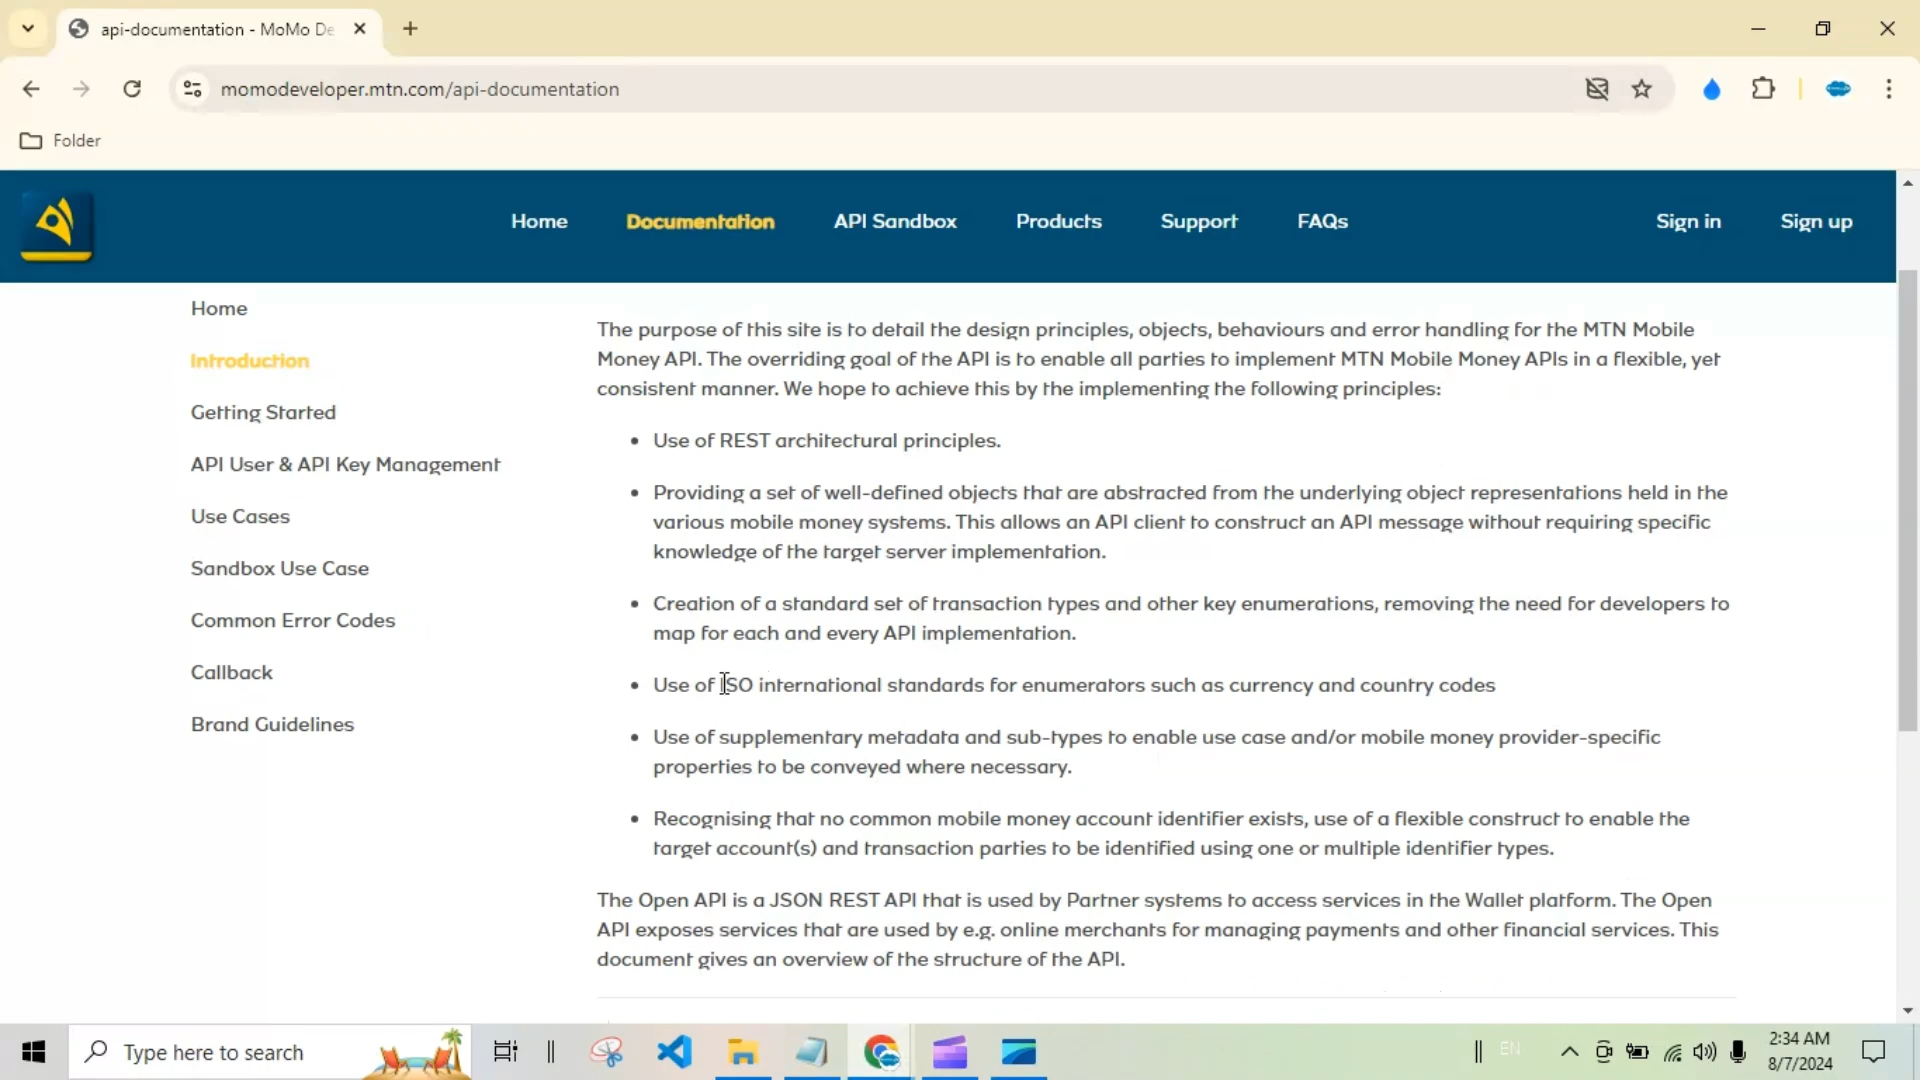 api-documentation - MoMo De
momodeveloper.mtn.com/api-documentation
Folder
Home Documentation API Sandbox Products Support FAQs Sign in Sign up
Home
Introduction
Getting Started
API User & API Key Management
Use Cases
Sandbox Use Case
Common Error Codes
Callback
Brand Guidelines
The purpose of this site is to detail the design principles, objects, behaviours and error handling for the MTN Mobile
Money API. The overriding goal of the API is to enable all parties to implement MTN Mobile Money APIs in a flexible, yet
consistent manner. We hope to achieve this by the implementing the following principles:
• Use of REST architectural principles.
• Providing a set of well-defined objects that are abstracted from the underlying object representations held in the
various mobile money systems. This allows an API client to construct an API message without requiring specific
knowledge of the target server implementation.
• Creation of a standard set of transaction types and other key enumerations, removing the need for developers to
map for each and every API implementation.
• Use of ISO international standards for enumerators such as currency and country codes
• Use of supplementary metadata and sub-types to enable use case and/or mobile money provider-specific
properties to be conveyed where necessary.
• Recognising that no common mobile money account identifier exists, use of a flexible construct to enable the
target account(s) and transaction parties to be identified using one or multiple identifier types.
The Open API is a JSON REST API that is used by Partner systems to access services in the Wallet platform. The Open
API exposes services that are used by e.g. online merchants for managing payments and other financial services. This
document gives an overview of the structure of the API.
Type here to search
EN
2:34 AM
8/7/2024